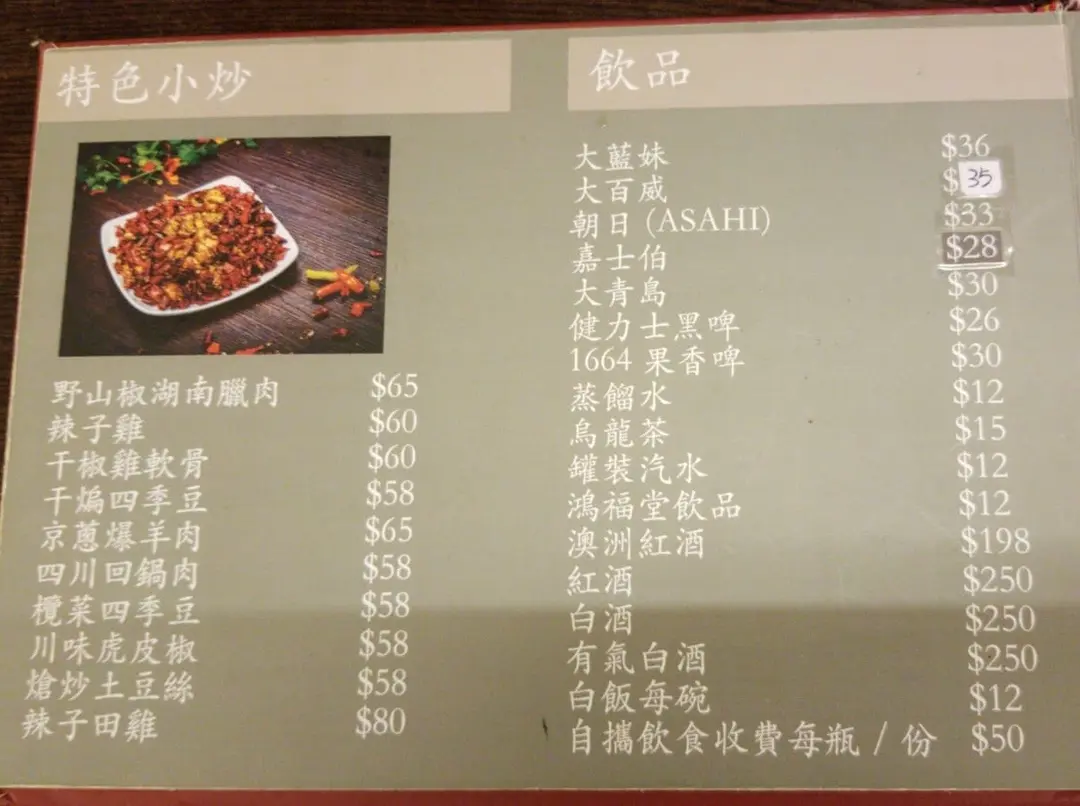 特色小炒
野山椒湖南臘肉 $65
辣子雞 $60
干椒雞軟骨 $60
干煸四季豆 $58
京蔥爆羊肉 $65
四川回鍋肉 $58
欖菜四季豆 $58
川味虎皮椒 $58
熗炒土豆絲 $58
辣子田雞 $80
飲品
大藍妹 $36
大百威 $35
朝日 (ASAHI) $33
嘉士伯 $28
大青島 $30
健力士黑啤 $26
1664 果香啤 $30
蒸餾水 $12
烏龍茶 $15
罐裝汽水 $12
鴻福堂飲品 $12
澳洲紅酒 $198
紅酒 $250
白酒 $250
有氣白酒 $250
白飯每碗 $12
自攜飲食收費每瓶 / 份 $50